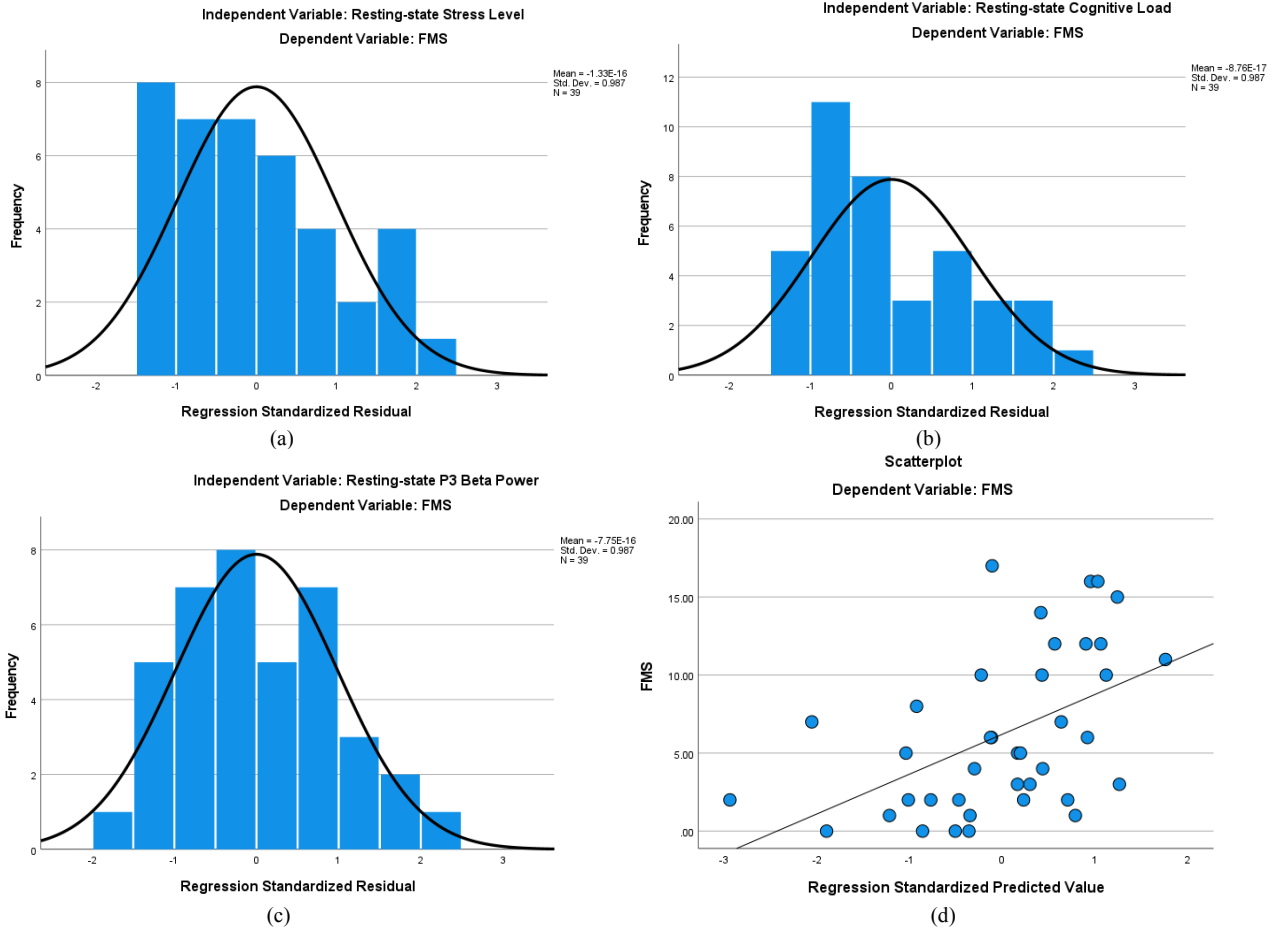 Independent Variable: Resting-state Stress Level
Dependent Variable: FMS
Mean = -1.33E-16
Std. Dev. = 0.987
N = 39
Frequency
8
6
4
2
0
-2
-1
0
1
2
3
Regression Standardized Residual
(a)
Independent Variable: Resting-state Cognitive Load
Dependent Variable: FMS
Mean = -8.76E-17
Std. Dev. = 0.987
N = 39
Frequency
12
10
8
6
4
2
0
-2
-1
0
1
2
3
Regression Standardized Residual
(b)
Independent Variable: Resting-state P3 Beta Power
Dependent Variable: FMS
Mean = -7.75E-16
Std. Dev. = 0.987
N = 39
Frequency
8
6
4
2
0
-2
-1
0
1
2
3
Regression Standardized Residual
(c)
Scatterplot
Dependent Variable: FMS
FMS
20.00
15.00
10.00
5.00
.00
-3
-2
-1
0
1
2
Regression Standardized Predicted Value
(d)